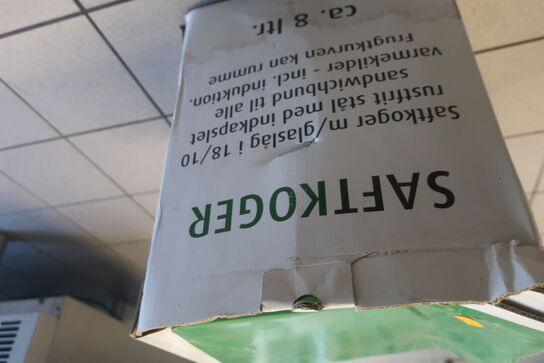 SAFTKOGER
Saftkoger m/glaslåg i 18/10
rustfrit stål med indkapslet
sandwichbund til alle
varmekilder - incl. induktion.
Frugtkurven kan rumme
ca. 8 ltr.